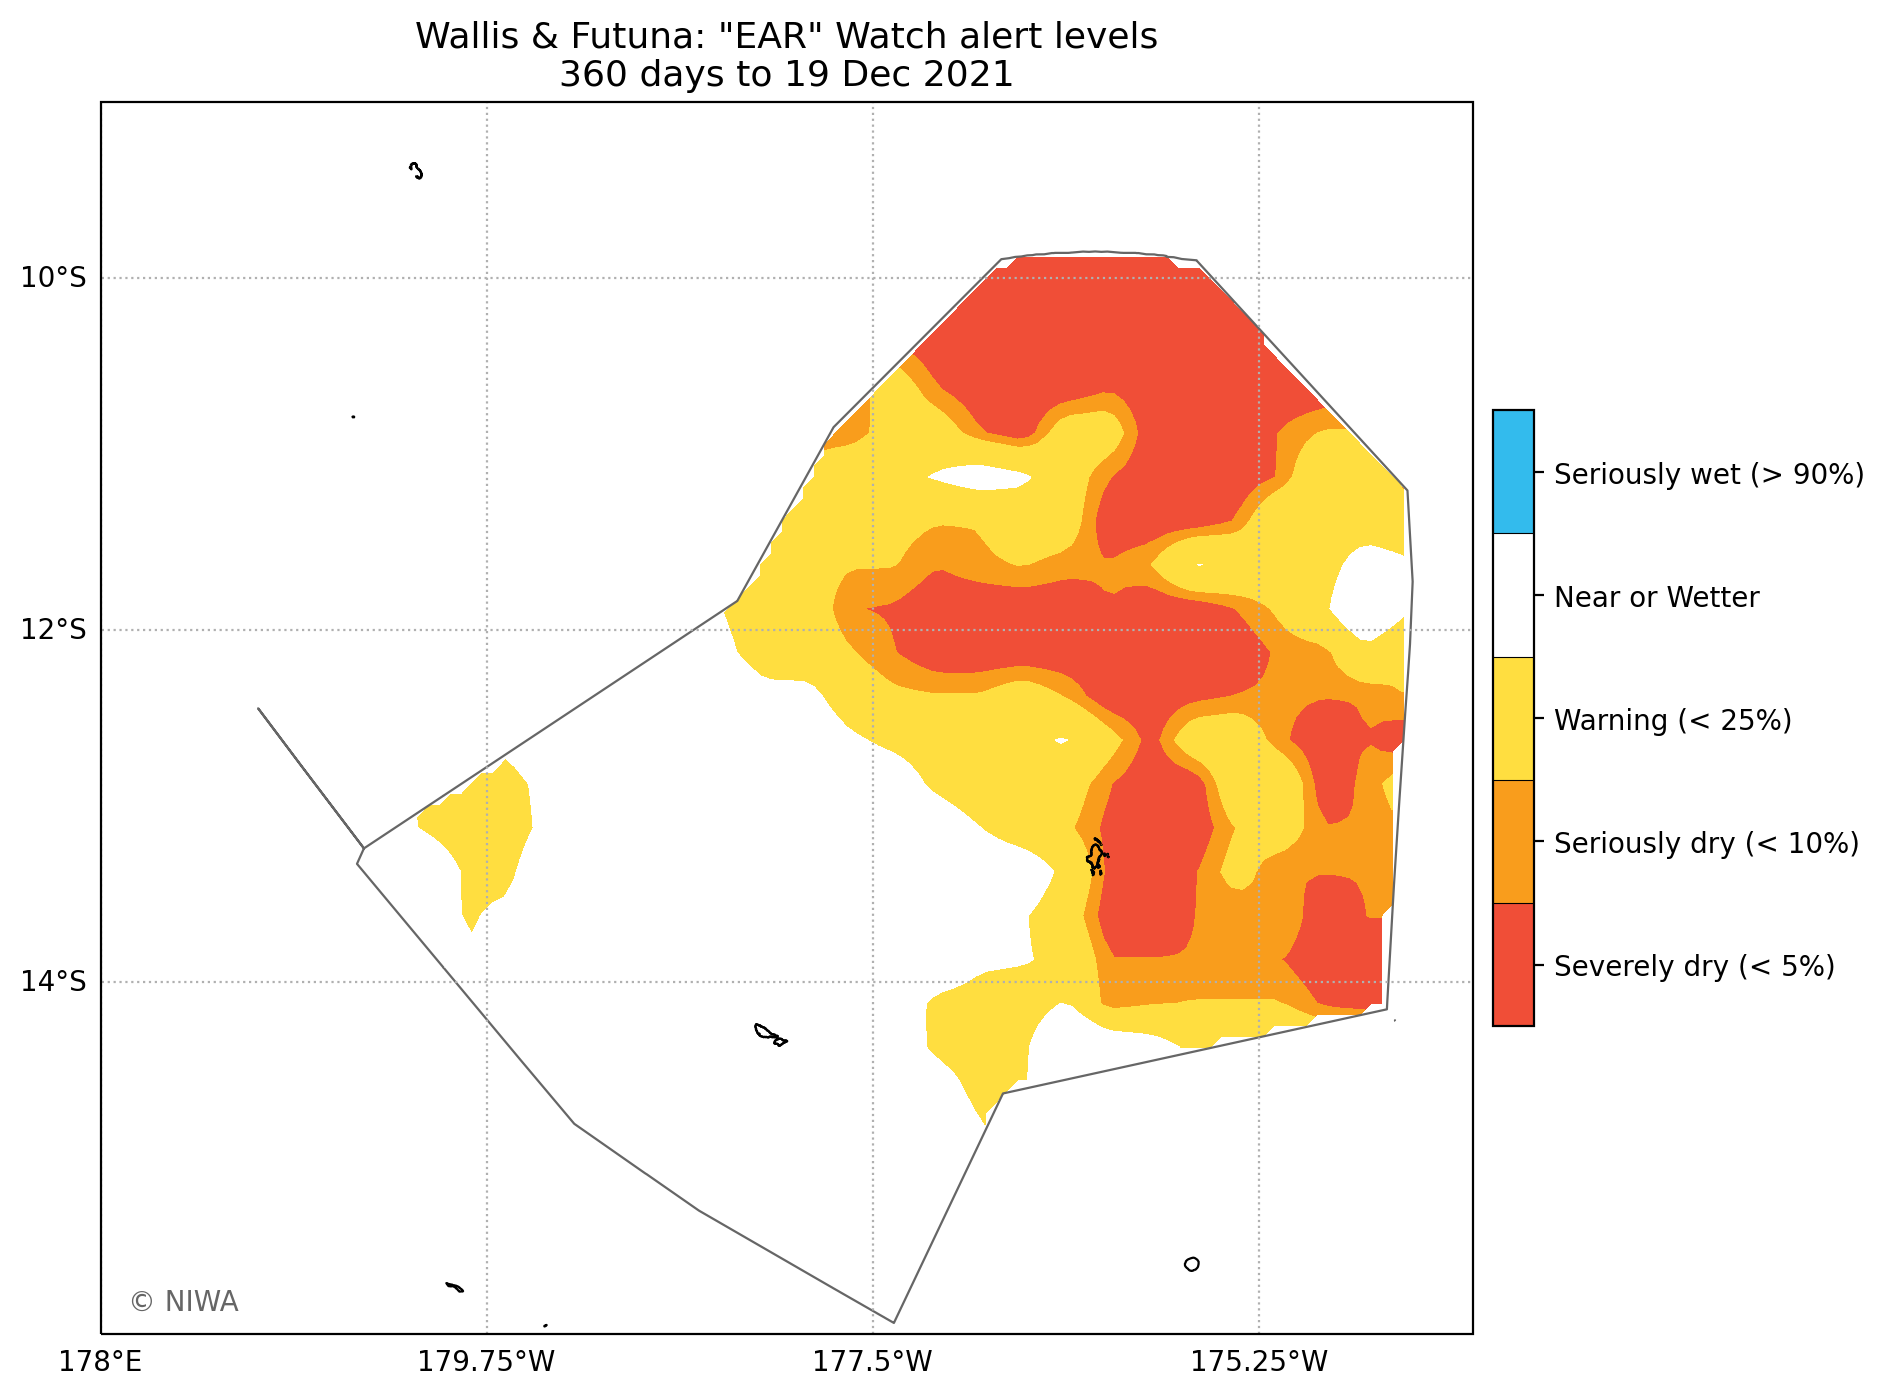 Wallis & Futuna: "EAR" Watch alert levels
360 days to 19 Dec 2021
10°S
12°S
14°S
178°E
179.75°W
177.5°W
175.25°W
Seriously wet (> 90%)
Near or Wetter
Warning (< 25%)
Seriously dry (< 10%)
Severely dry (< 5%)
© NIWA